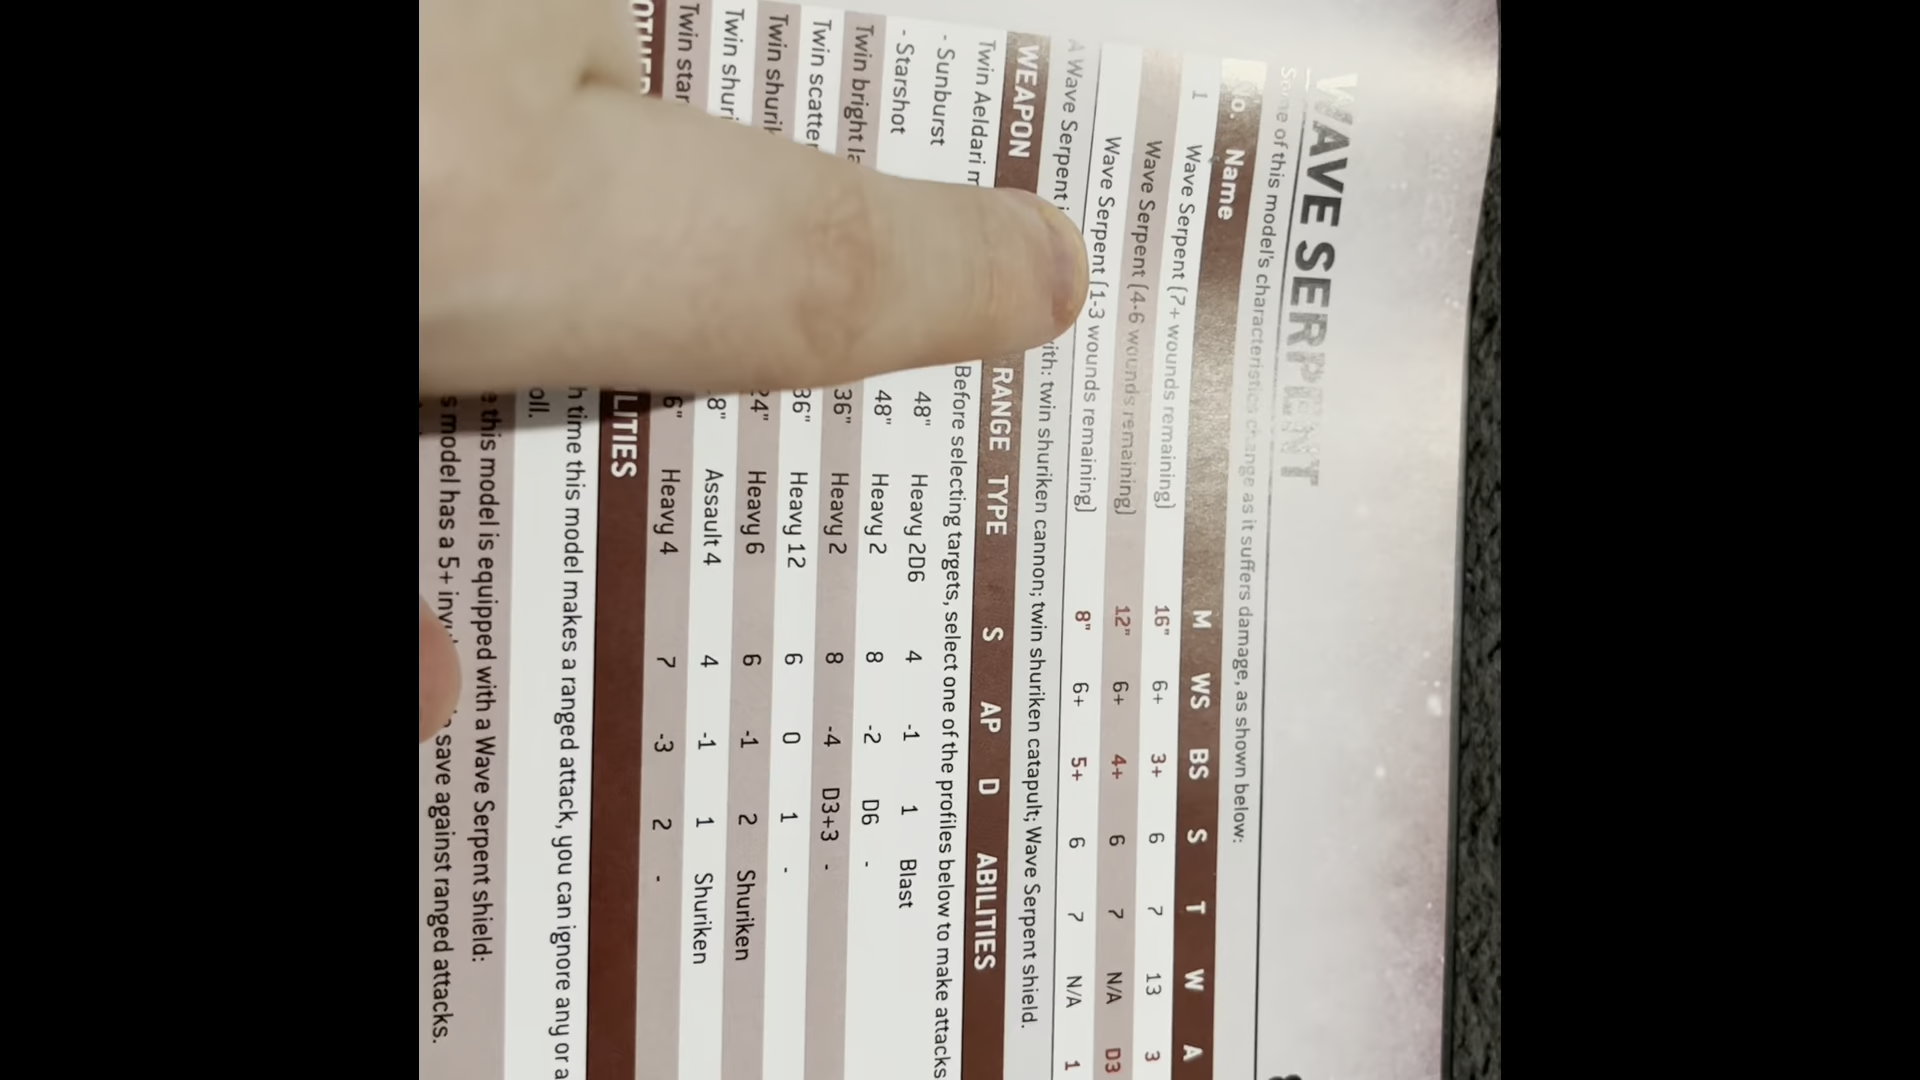 WAVE SERPENT
Some of this model's characteristics change as it suffers damage, as shown below:
No. Name M WS BS S T W A
1 Wave Serpent (7+ wounds remaining) 16" 6+ 3+ 6 7 13 3
Wave Serpent (4-6 wounds remaining) 12" 6+ 4+ 6 7 N/A D3
Wave Serpent (1-3 wounds remaining) 8" 6+ 5+ 6 7 N/A 1
A Wave Serpent i ith: twin shuriken cannon; twin shuriken catapult; Wave Serpent shield.
WEAPON RANGE TYPE S AP D ABILITIES
Twin Aeldari m Before selecting targets, select one of the profiles below to make attacks
- Sunburst 48" Heavy 2D6 4 -1 1 Blast
- Starshot 48" Heavy 2 8 -2 D6 -
Twin bright la 36" Heavy 2 8 -4 D3+3 -
Twin scatter 36" Heavy 12 6 0 1 -
Twin shurik 24" Heavy 6 6 -1 2 Shuriken
Twin shuri 8" Assault 4 4 -1 1 Shuriken
Twin star 6" Heavy 4 7 -3 2 -
OTHER LITIES
h time this model makes a ranged attack, you can ignore any or a
oll.
e this model is equipped with a Wave Serpent shield:
s model has a 5+ inv save against ranged attacks.